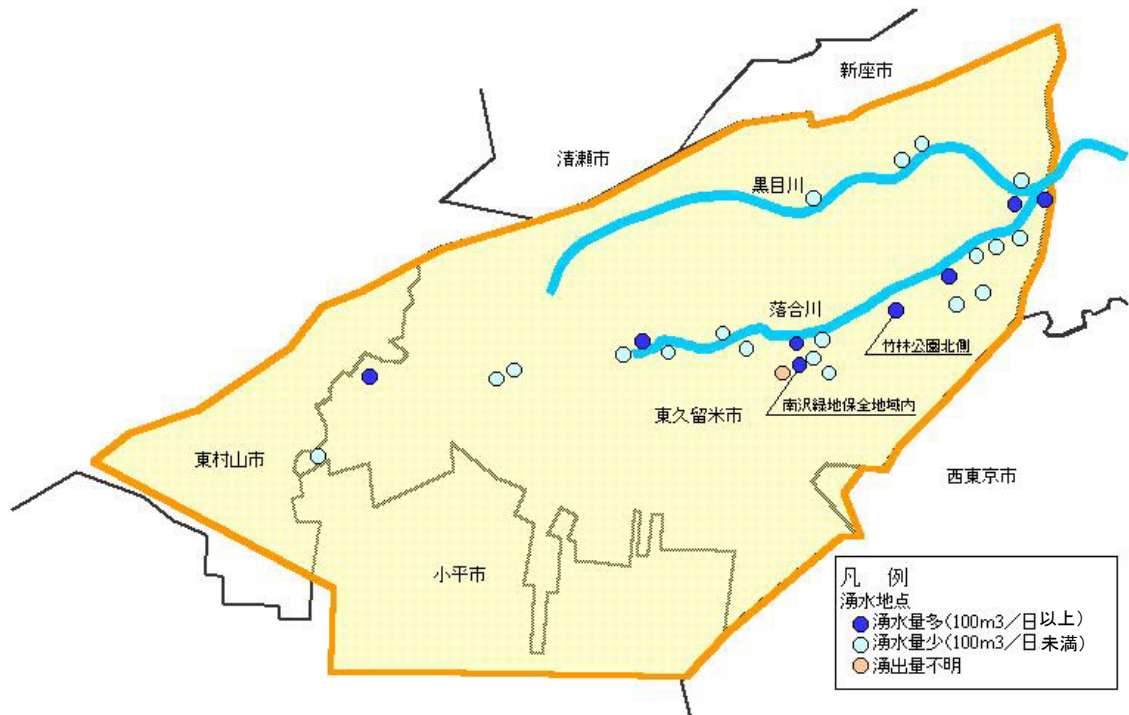 新座市
清瀬市
黒目川
落合川
竹林公園北側
南沢緑地保全地域内
東久留米市
東村山市
西東京市
小平市
凡 例
湧水地点
湧水量多(100m3/日以上)
湧水量少(100m3/日未満)
湧出量不明